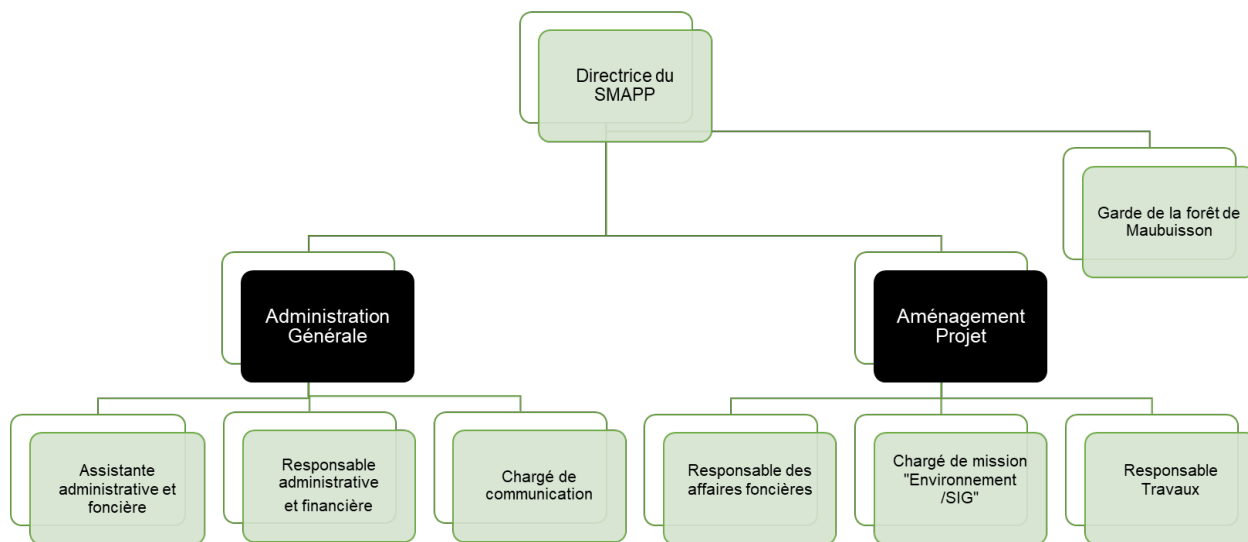 Directrice du
SMAPP
Garde de la forêt de
Maubuisson
Administration
Générale
Aménagement
Projet
Assistante
administrative et
foncière
Responsable
administrative
et financière
Chargé de
communication
Responsable des
affaires foncières
Chargé de mission
"Environnement
/SIG"
Responsable
Travaux